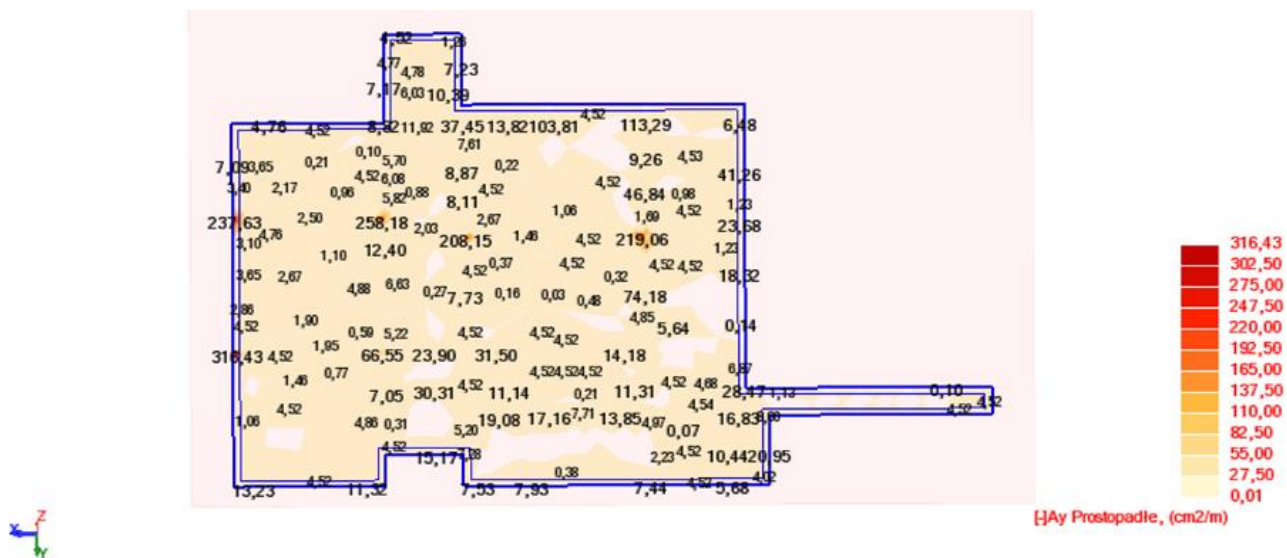 4,52 1,26
4,77 4,78 7,23
7,17 6,03 10,39
4,52
4,76 4,52 8,82 11,92 37,45 13,82 103,81 113,29 6,48
7,61
0,10
7,09 3,65 0,21 5,70 0,22 9,26 4,53
4,52 6,08 8,87 4,52 41,26
3,40 2,17 0,96 5,82 0,88 4,52 46,84 0,98
8,11 1,23
237,63 2,50 258,18 2,03 2,67 1,06 1,69 4,52 23,68
3,10 4,76 208,15 1,46 4,52 219,06
1,10 12,40 1,23
3,65 2,67 4,52 0,37 4,52 0,32 4,52 4,52 18,32
4,88 6,63 0,27 7,73 0,16 0,03 0,48 74,18
2,86
4,52 1,90 4,85 0,14
0,59 5,22 4,52 4,52 4,52 5,64
1,95
316,43 4,52 66,55 23,90 31,50 14,18
1,46 0,77 4,52 4,52 4,52 6,87
7,05 30,31 4,52 11,14 0,21 11,31 4,52 4,68 28,47 1,13 0,10
4,52 4,54 4,52 4,52
1,06 4,86 0,31 5,20 19,08 17,16 7,71 13,85 4,97 0,07 16,83
4,52 15,17 2,23 4,52 10,44 20,95
4,52 0,38 4,52 4,02
13,23 11,32 7,53 7,93 7,44 5,68
316,43
302,50
275,00
247,50
220,00
192,50
165,00
137,50
110,00
82,50
55,00
27,50
0,01
[-]Ay Prostopadłe, (cm2/m)
Z
X
Y